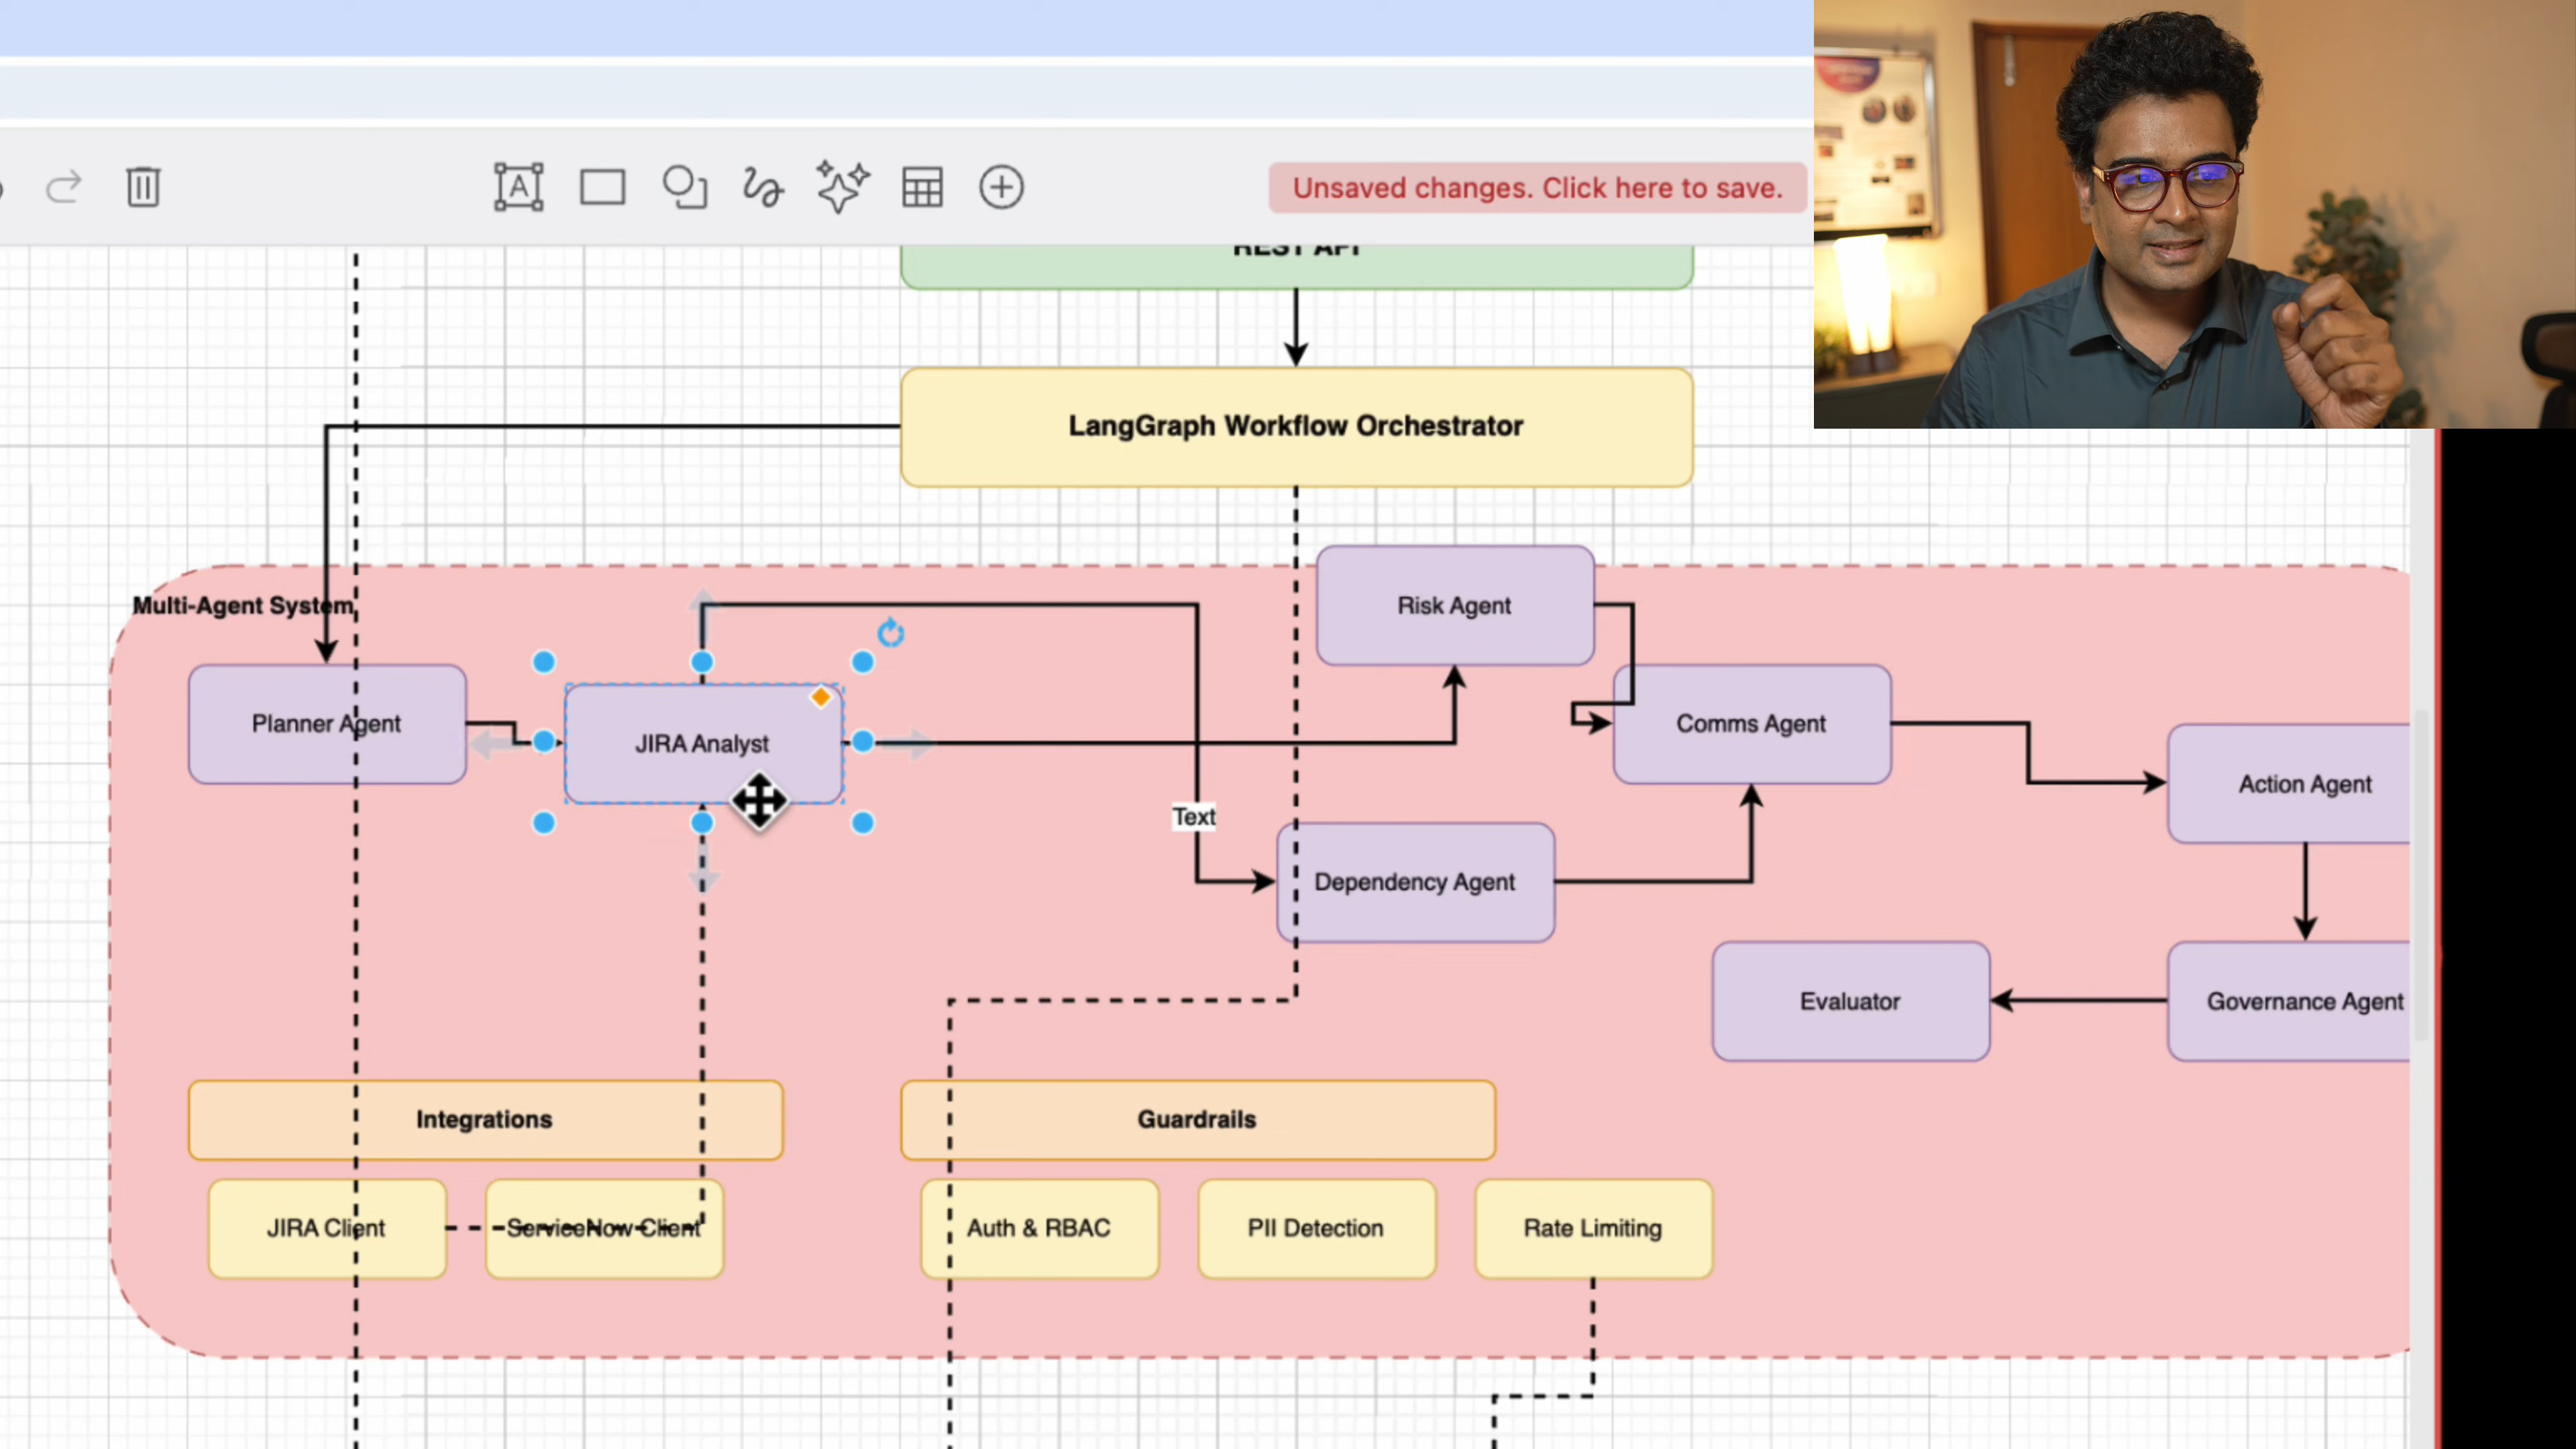 Unsaved changes. Click here to save.
REST API
LangGraph Workflow Orchestrator
Multi-Agent System
Risk Agent
Planner Agent
JIRA Analyst
Comms Agent
Action Agent
Text
Dependency Agent
Evaluator
Governance Agent
Integrations
Guardrails
JIRA Client
ServiceNow Client
Auth & RBAC
PII Detection
Rate Limiting